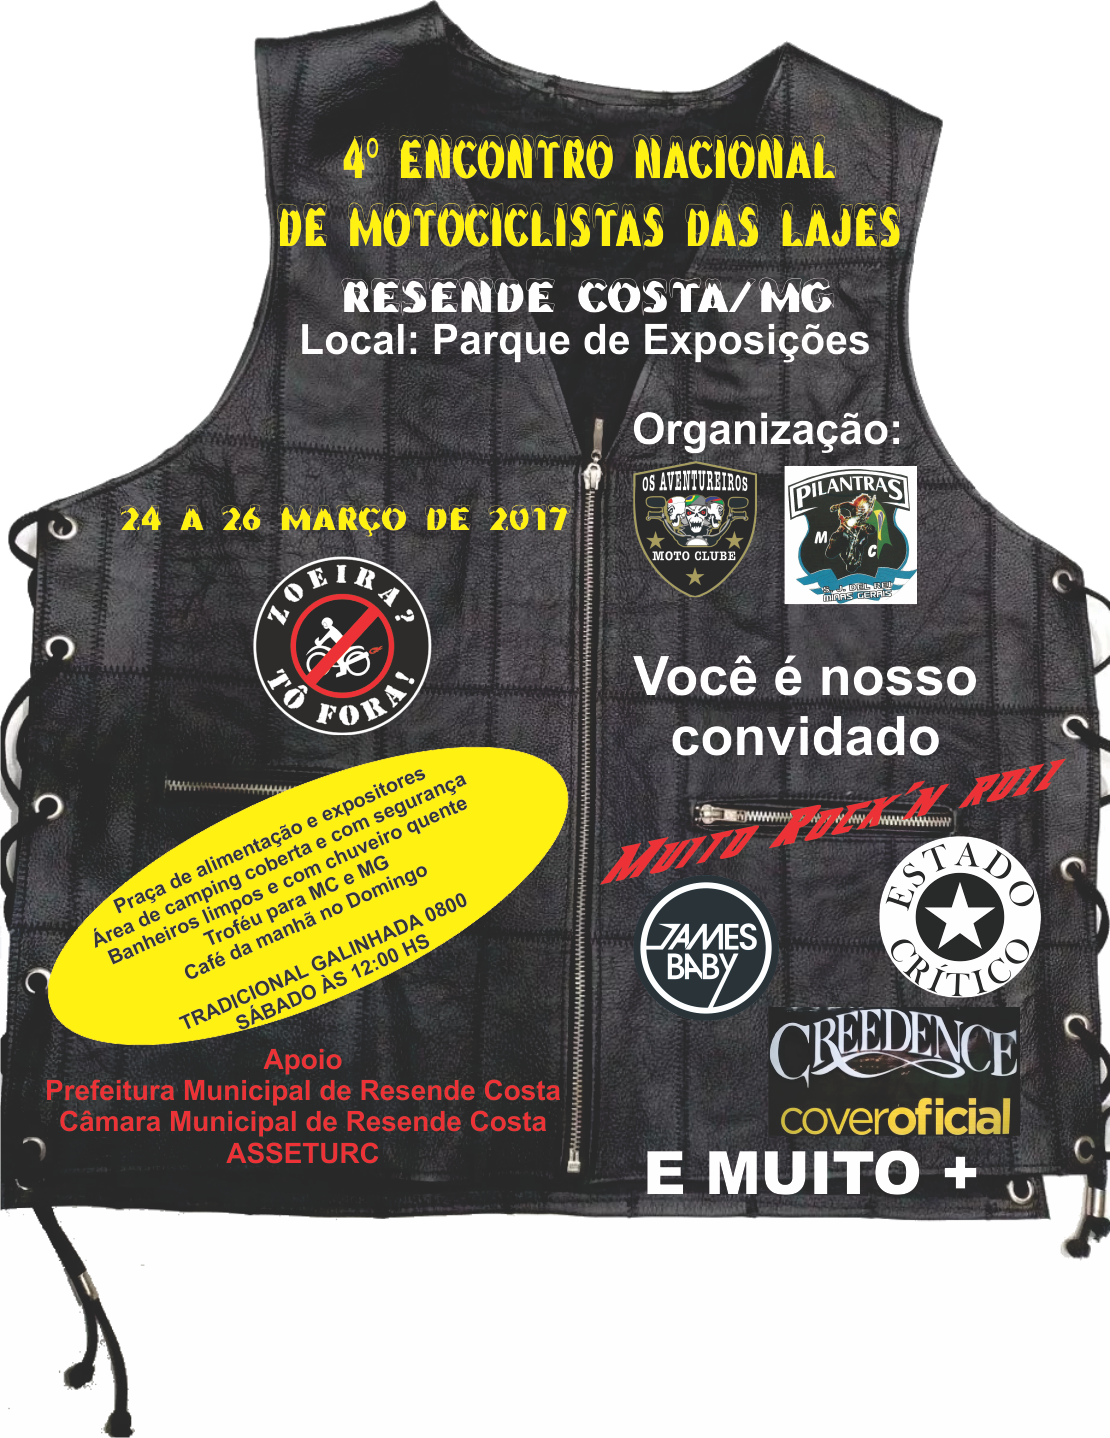 4º ENCONTRO NACIONAL
DE MOTOCICLISTAS DAS LAJES
RESENDE COSTA/MG
Local: Parque de Exposições
Organização:
OS AVENTUREIROS
MOTO CLUBE
PILANTRAS
M C
S. J. DEL REI
MINAS GERAIS
24 A 26 MARÇO DE 2017
ZOEIRA?
TÔ FORA!
Você é nosso
convidado
MUITO ROCK'N ROLL
Praça de alimentação e expositores
Área de camping coberta e com segurança
Banheiros limpos e com chuveiro quente
Troféu para MC e MG
Café da manhã no Domingo
TRADICIONAL GALINHADA 0800
SÁBADO ÀS 12:00 HS
JAMES
BABY
ESTADO
CRÍTICO
CREEDENCE
coveroficial
E MUITO +
Apoio
Prefeitura Municipal de Resende Costa
Câmara Municipal de Resende Costa
ASSETURC